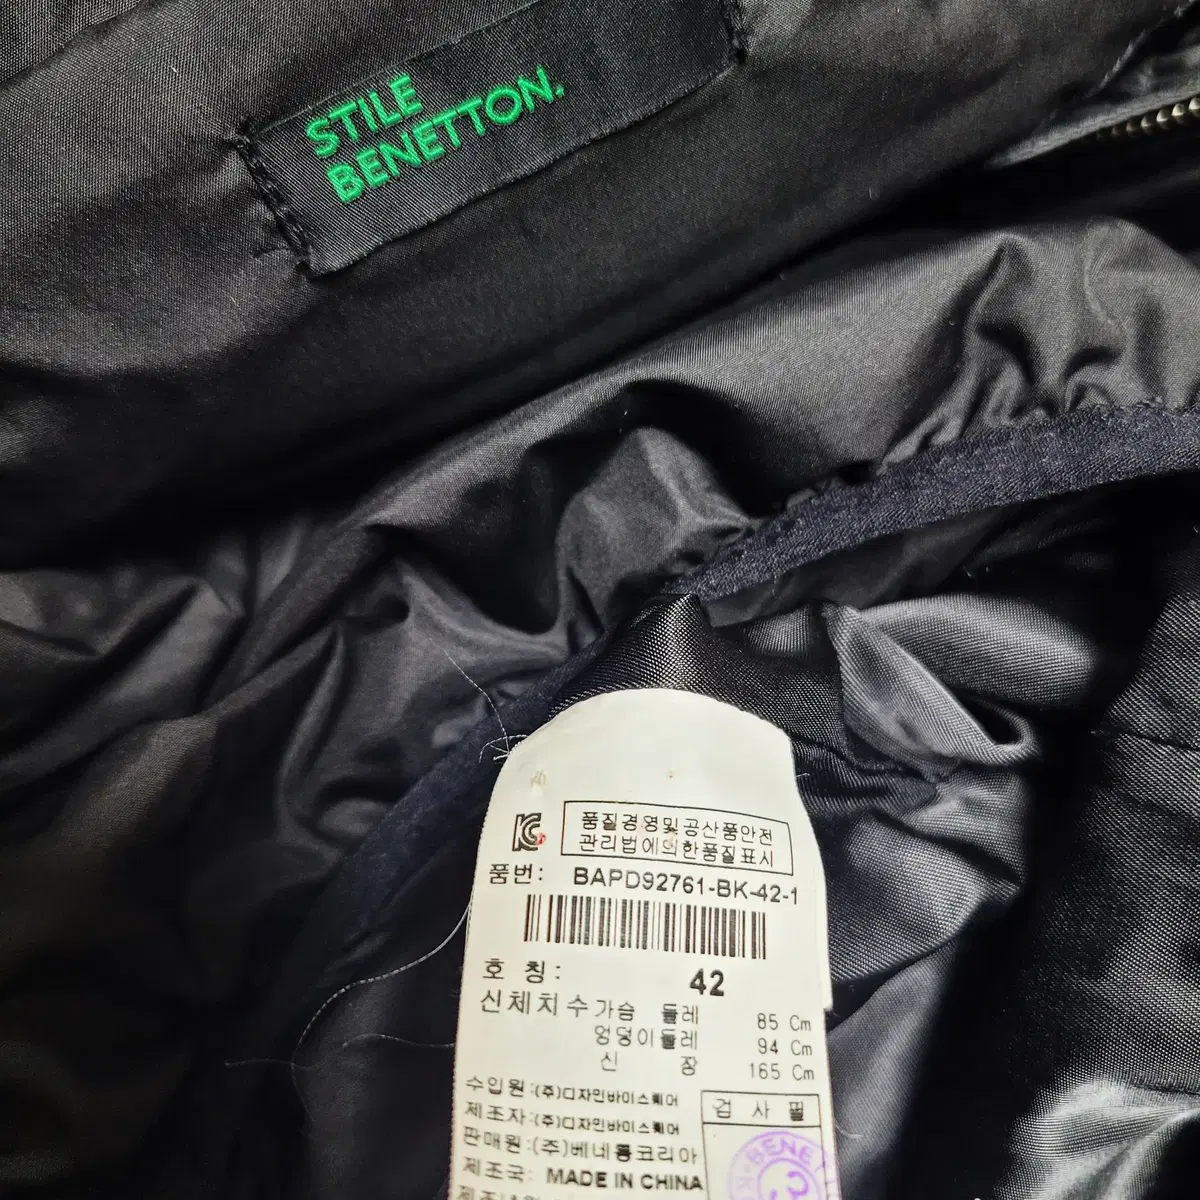 STILE
BENETTON.
품질경영및공산품안전
관리법에의한품질표시
품번: BAPD92761-BK-42-1
호 칭: 42
신체치수 가슴 둘레 85 Cm
엉덩이둘레 94 Cm
신 장 165 Cm
수입원:(주)디자인바이스퀘어
제조자:(주)디자인바이스퀘어
판매원:(주)베네통코리아
제조국: MADE IN CHINA
검 사 필